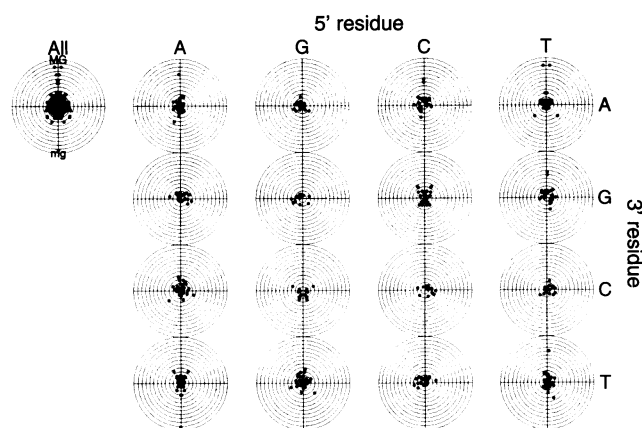 5' residue
All A G C T
MG
mg
A
G
C
T
3' residue